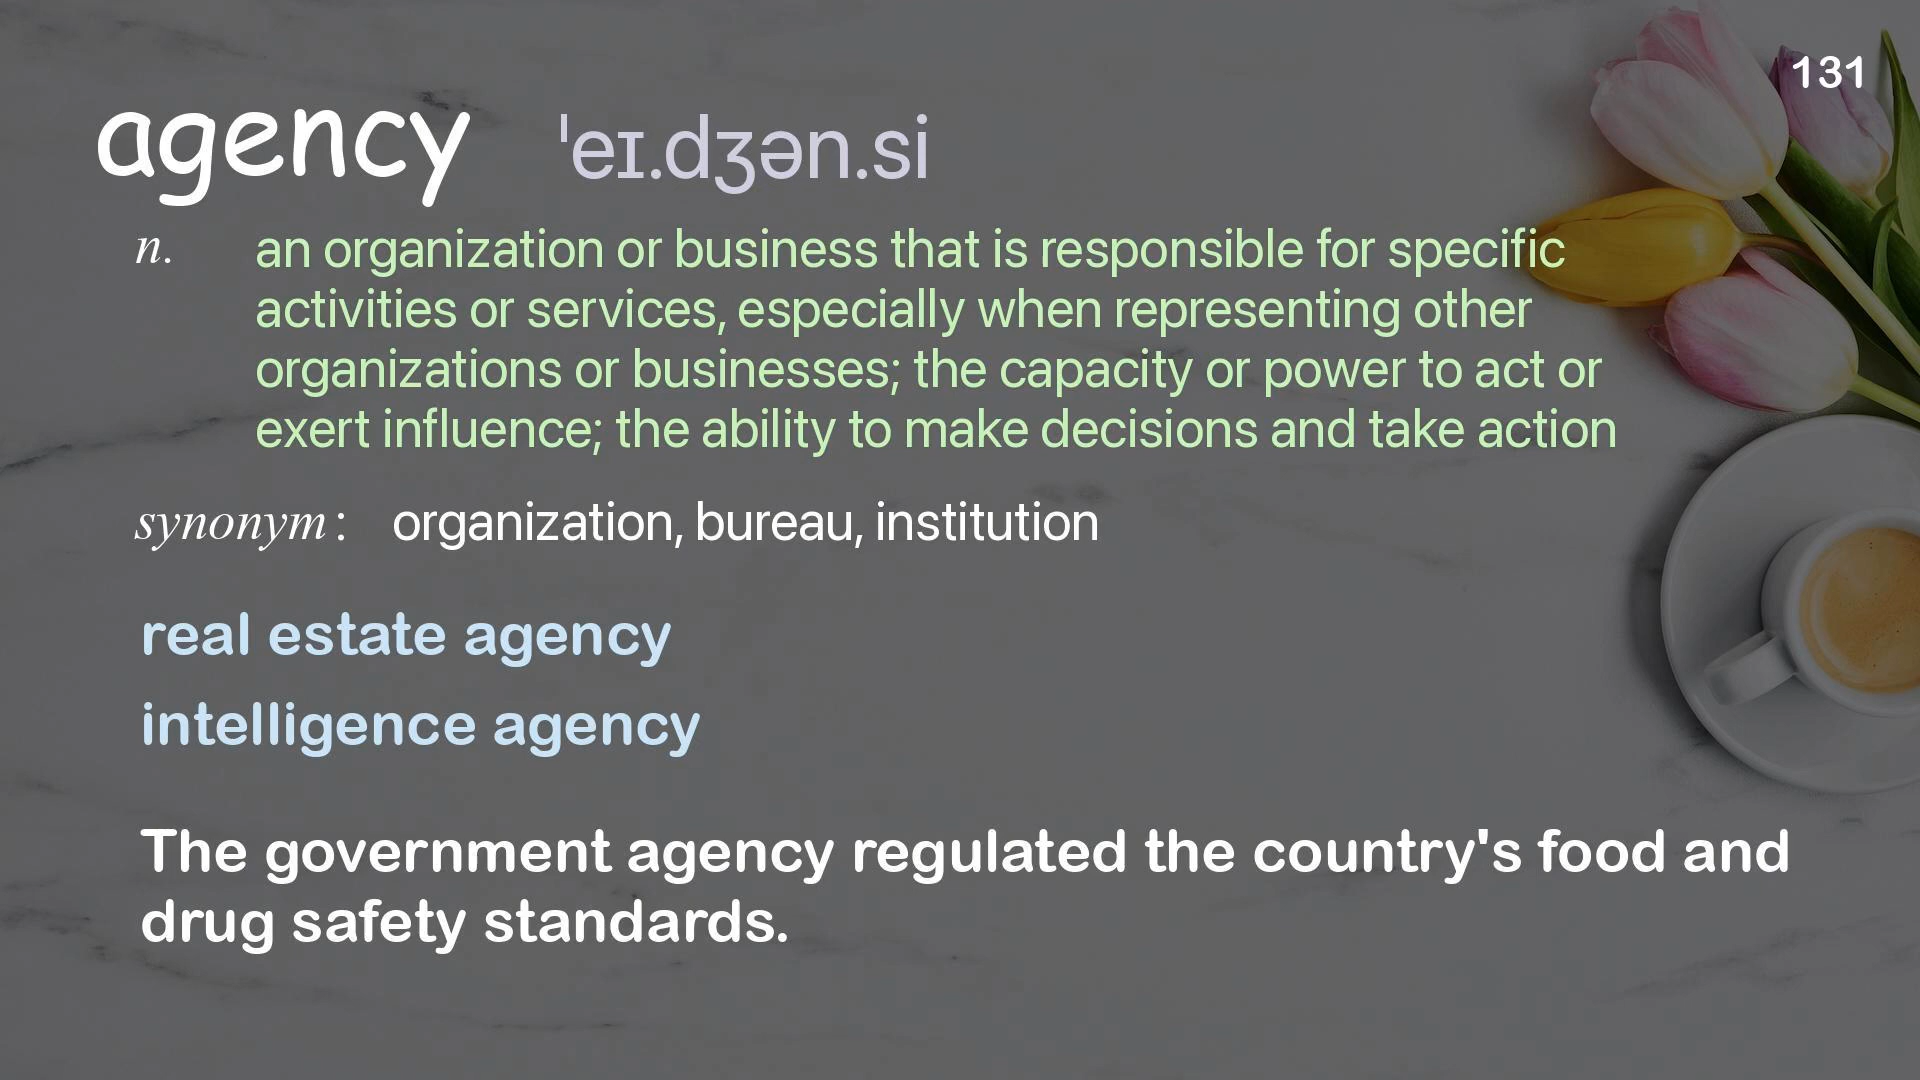 131
agency ˈeɪ.dʒən.si
n. an organization or business that is responsible for specific
activities or services, especially when representing other
organizations or businesses; the capacity or power to act or
exert influence; the ability to make decisions and take action
synonym: organization, bureau, institution
real estate agency
intelligence agency
The government agency regulated the country's food and
drug safety standards.